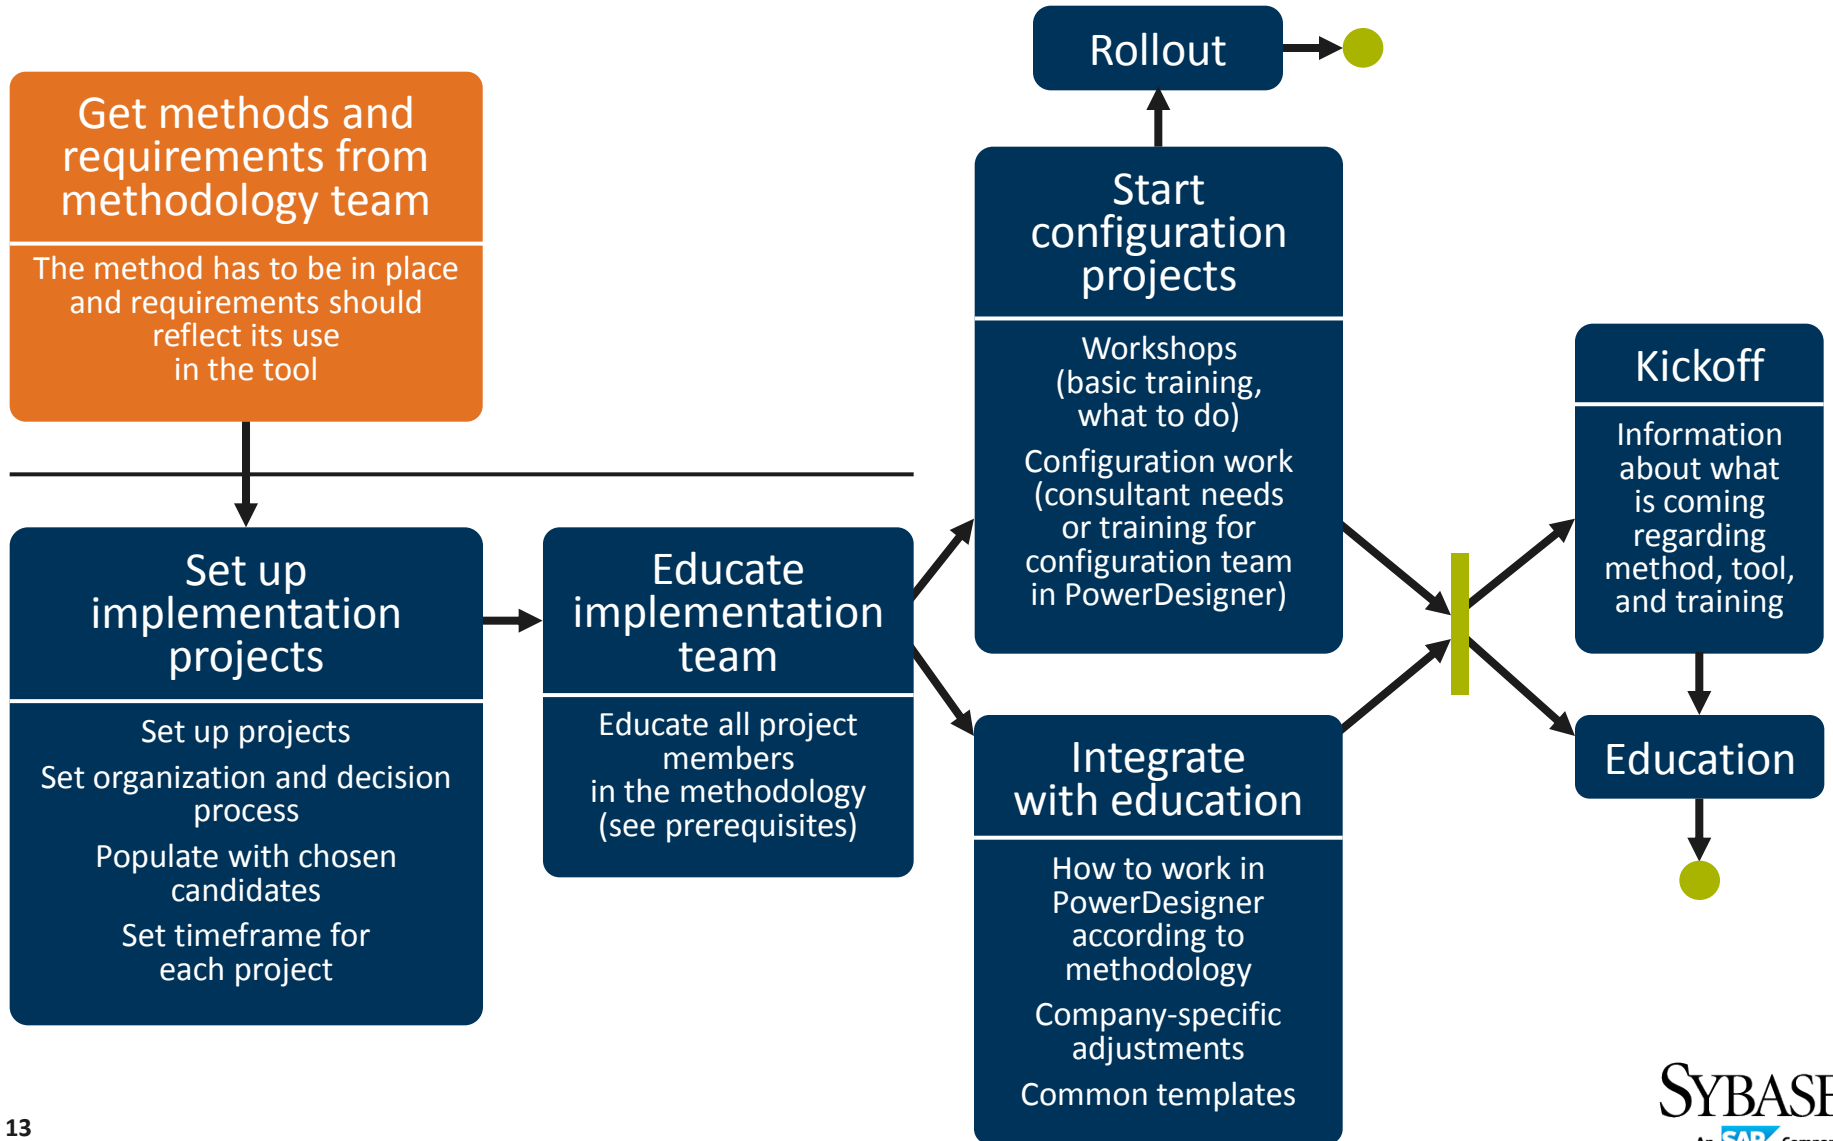 Get methods and
requirements from
methodology team
The method has to be in place
and requirements should
reflect its use
in the tool
Set up
implementation
projects
Set up projects
Set organization and decision
process
Populate with chosen
candidates
Set timeframe for
each project
Educate
implementation
team
Educate all project
members
in the methodology
(see prerequisites)
Rollout
Start
configuration
projects
Workshops
(basic training,
what to do)
Configuration work
(consultant needs
or training for
configuration team
in PowerDesigner)
Integrate
with education
How to work in
PowerDesigner
according to
methodology
Company-specific
adjustments
Common templates
Kickoff
Information
about what
is coming
regarding
method, tool,
and training
Education
13
SYBASE
An SAP Company